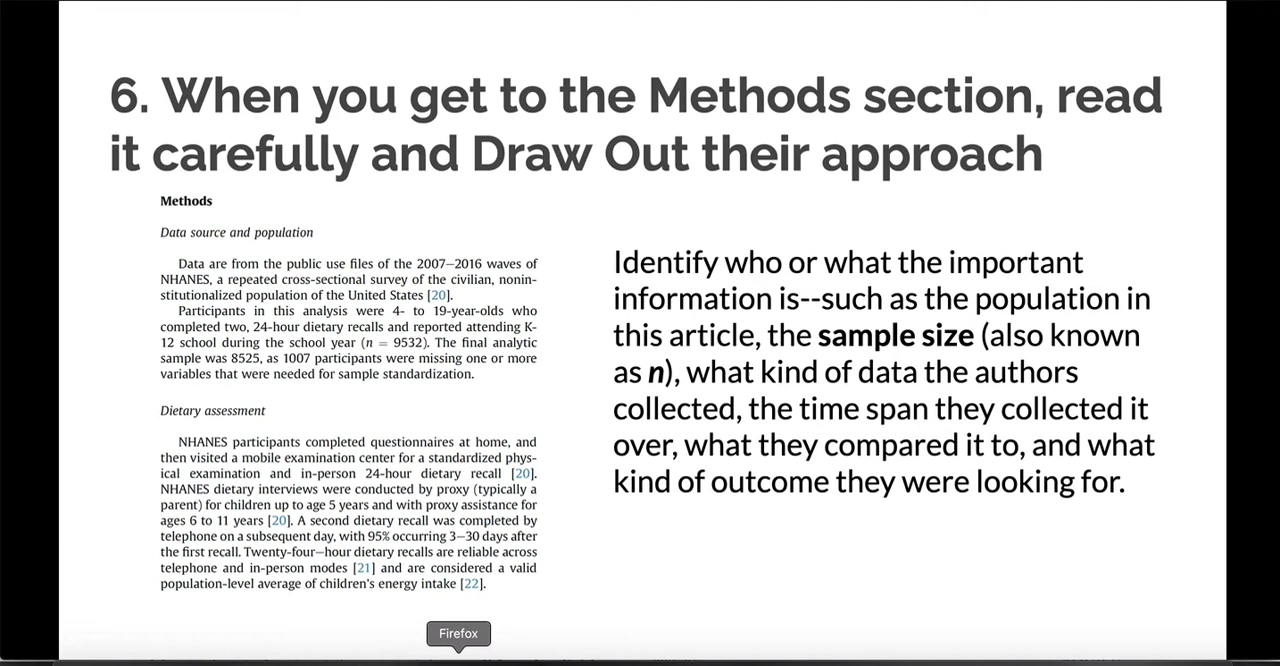 6. When you get to the Methods section, read
it carefully and Draw Out their approach
Methods
Data source and population
Data are from the public use files of the 2007–2016 waves of
NHANES, a repeated cross-sectional survey of the civilian, nonin-
stitutionalized population of the United States [20].
Participants in this analysis were 4- to 19-year-olds who
completed two, 24-hour dietary recalls and reported attending K-
12 school during the school year (n = 9532). The final analytic
sample was 8525, as 1007 participants were missing one or more
variables that were needed for sample standardization.
Dietary assessment
NHANES participants completed questionnaires at home, and
then visited a mobile examination center for a standardized phys-
ical examination and in-person 24-hour dietary recall [20].
NHANES dietary interviews were conducted by proxy (typically a
parent) for children up to age 5 years and with proxy assistance for
ages 6 to 11 years [20]. A second dietary recall was completed by
telephone on a subsequent day, with 95% occurring 3–30 days after
the first recall. Twenty-four–hour dietary recalls are reliable across
telephone and in-person modes [21] and are considered a valid
population-level average of children's energy intake [22].
Identify who or what the important
information is--such as the population in
this article, the sample size (also known
as n), what kind of data the authors
collected, the time span they collected it
over, what they compared it to, and what
kind of outcome they were looking for.
Firefox